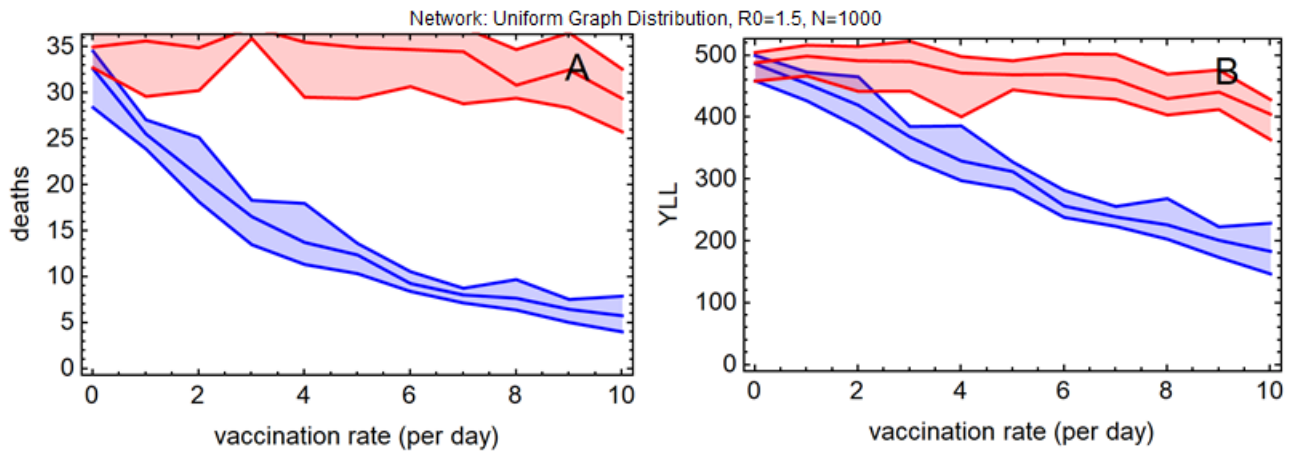 Network: Uniform Graph Distribution, R0=1.5, N=1000
A
35
30
25
20
15
10
5
0
deaths
0 2 4 6 8 10
vaccination rate (per day)
B
500
400
300
200
100
0
YLL
0 2 4 6 8 10
vaccination rate (per day)